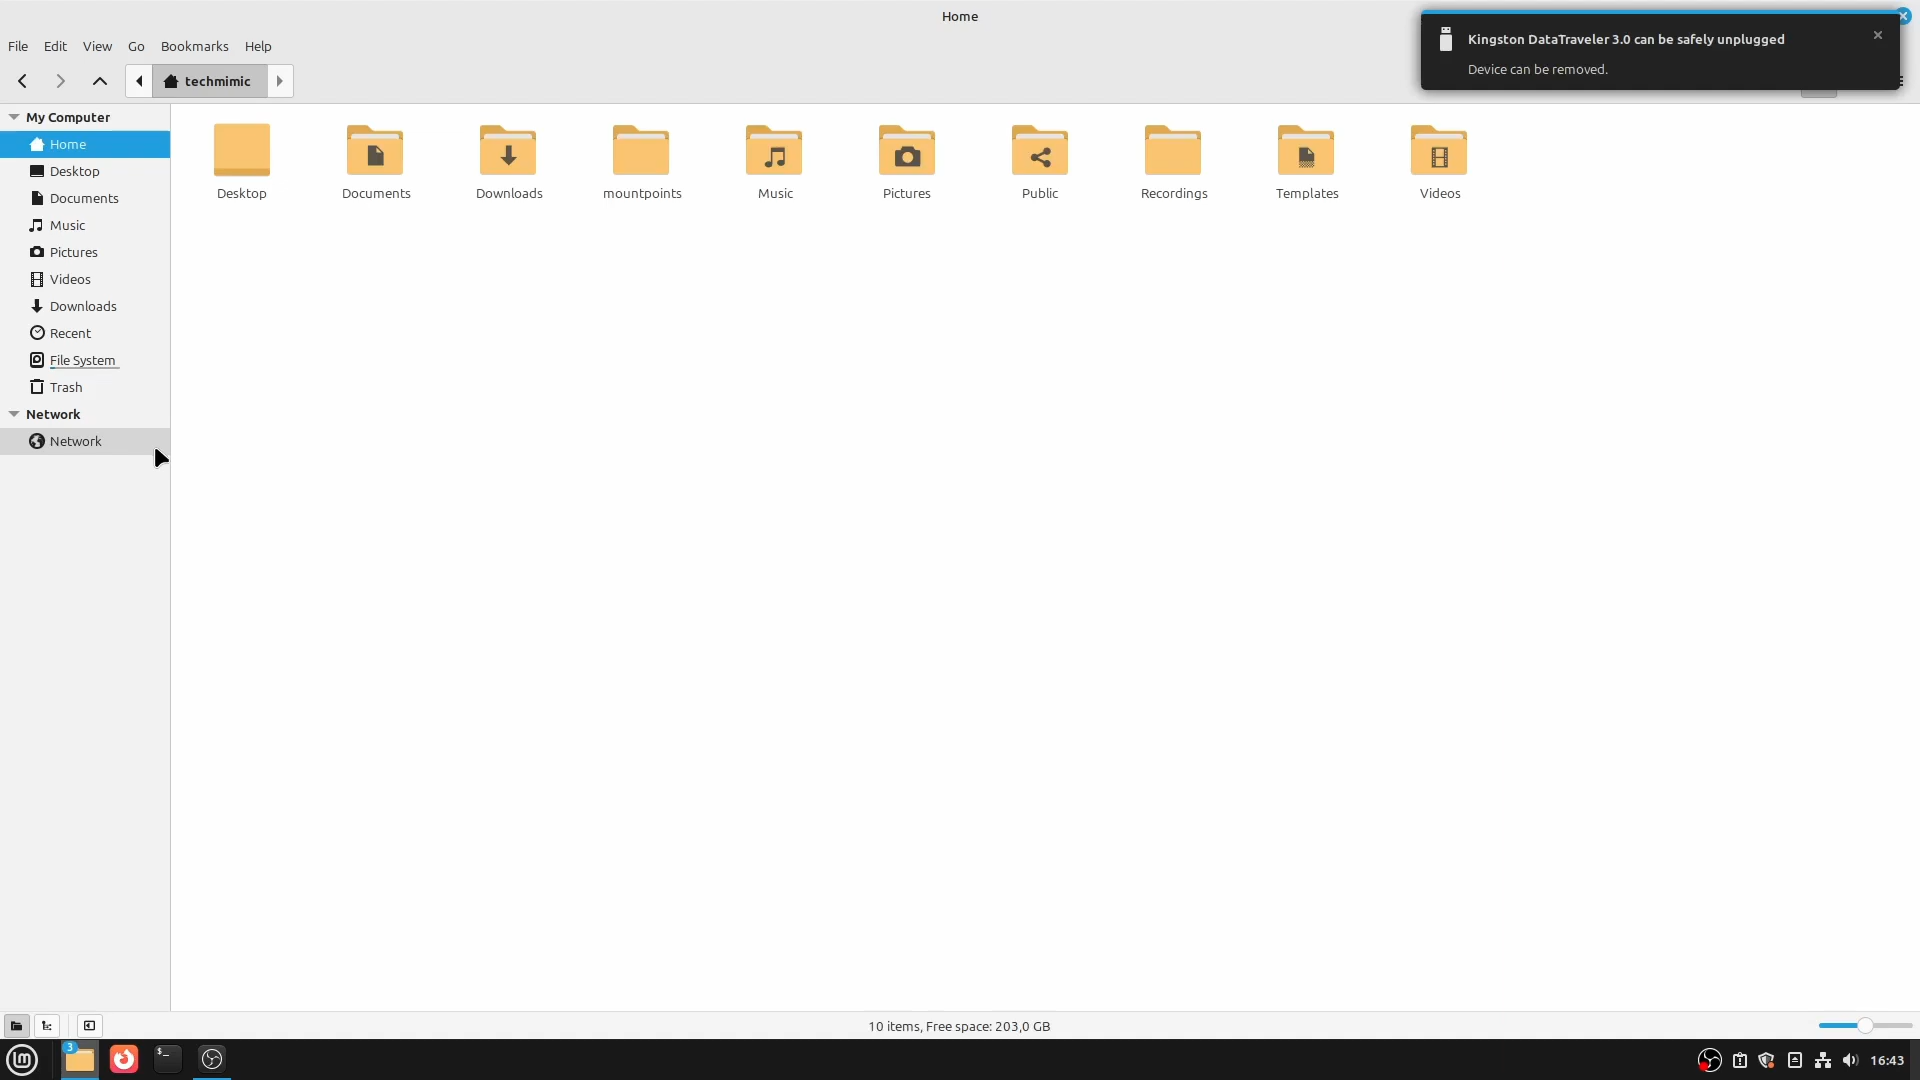 Home
File Edit View Go Bookmarks Help
Kingston DataTraveler 3.0 can be safely unplugged
Device can be removed.
techmimic
My Computer
Home
Desktop
Documents
Music
Pictures
Videos
Downloads
Recent
File System
Trash
Network
Network
Desktop Documents Downloads mountpoints Music Pictures Public Recordings Templates Videos
10 items, Free space: 203,0 GB
3
lm
$_
16:43